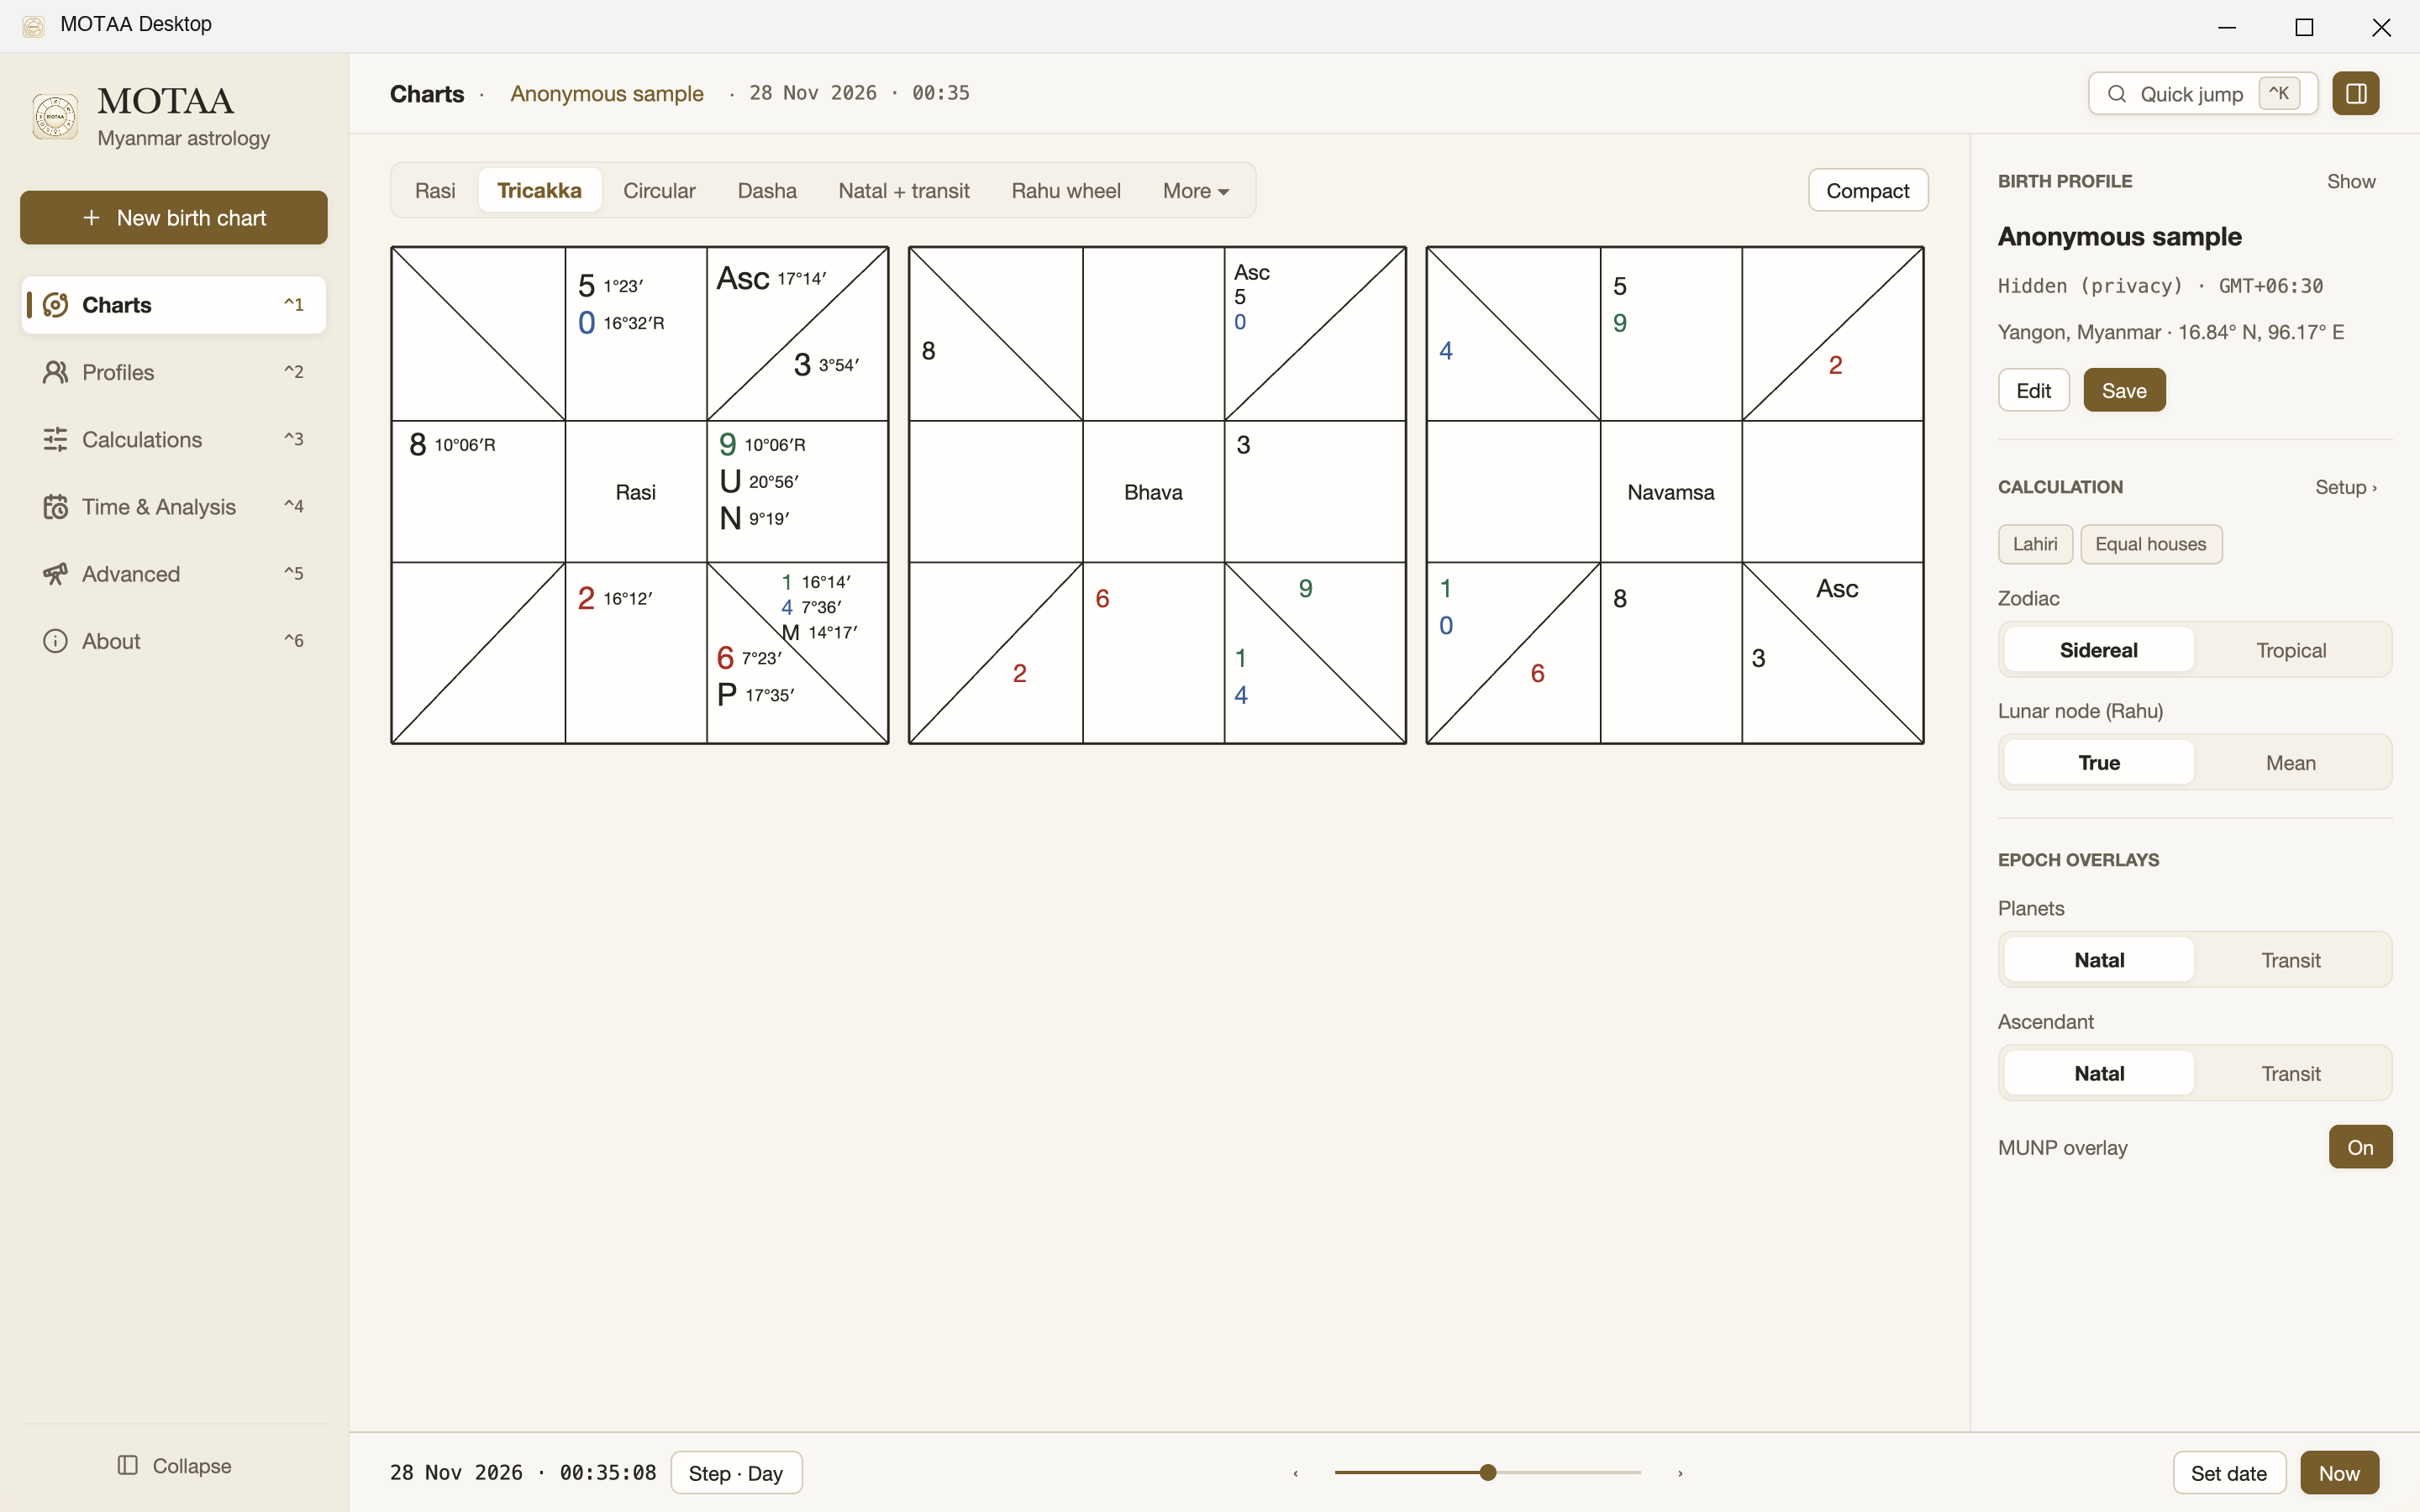 MOTAA Desktop
MOTAA
Myanmar astrology
+ New birth chart
Charts ^1
Profiles ^2
Calculations ^3
Time & Analysis ^4
Advanced ^5
About ^6
Collapse
Charts · Anonymous sample · 28 Nov 2026 · 00:35
Quick jump ^K
Rasi Tricakka Circular Dasha Natal + transit Rahu wheel More
Compact
5 1°23′
0 16°32′R
Asc 17°14′
3 3°54′
8 10°06′R
Rasi
9 10°06′R
U 20°56′
N 9°19′
2 16°12′
1 16°14′
4 7°36′
M 14°17′
6 7°23′
P 17°35′
8
Asc
5
0
Bhava
3
2
6
9
1
4
4
5
9
2
Navamsa
1
0
6
8
Asc
3
BIRTH PROFILE Show
Anonymous sample
Hidden (privacy) · GMT+06:30
Yangon, Myanmar · 16.84° N, 96.17° E
Edit Save
CALCULATION Setup ›
Lahiri Equal houses
Zodiac
Sidereal Tropical
Lunar node (Rahu)
True Mean
EPOCH OVERLAYS
Planets
Natal Transit
Ascendant
Natal Transit
MUNP overlay On
28 Nov 2026 · 00:35:08 Step · Day ‹ › Set date Now